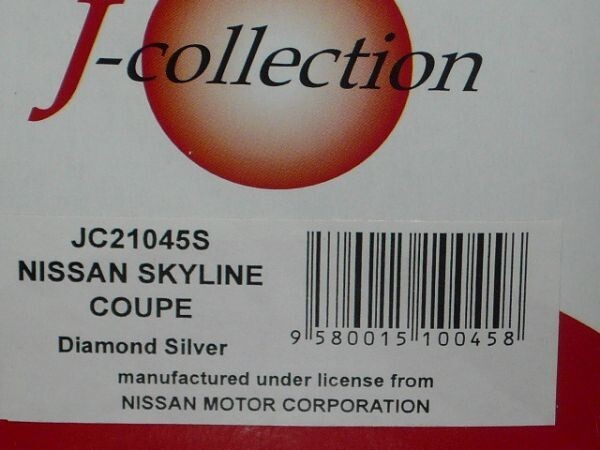 J-collection
JC21045S
NISSAN SKYLINE
COUPE
Diamond Silver
9 580015 100458
manufactured under license from
NISSAN MOTOR CORPORATION